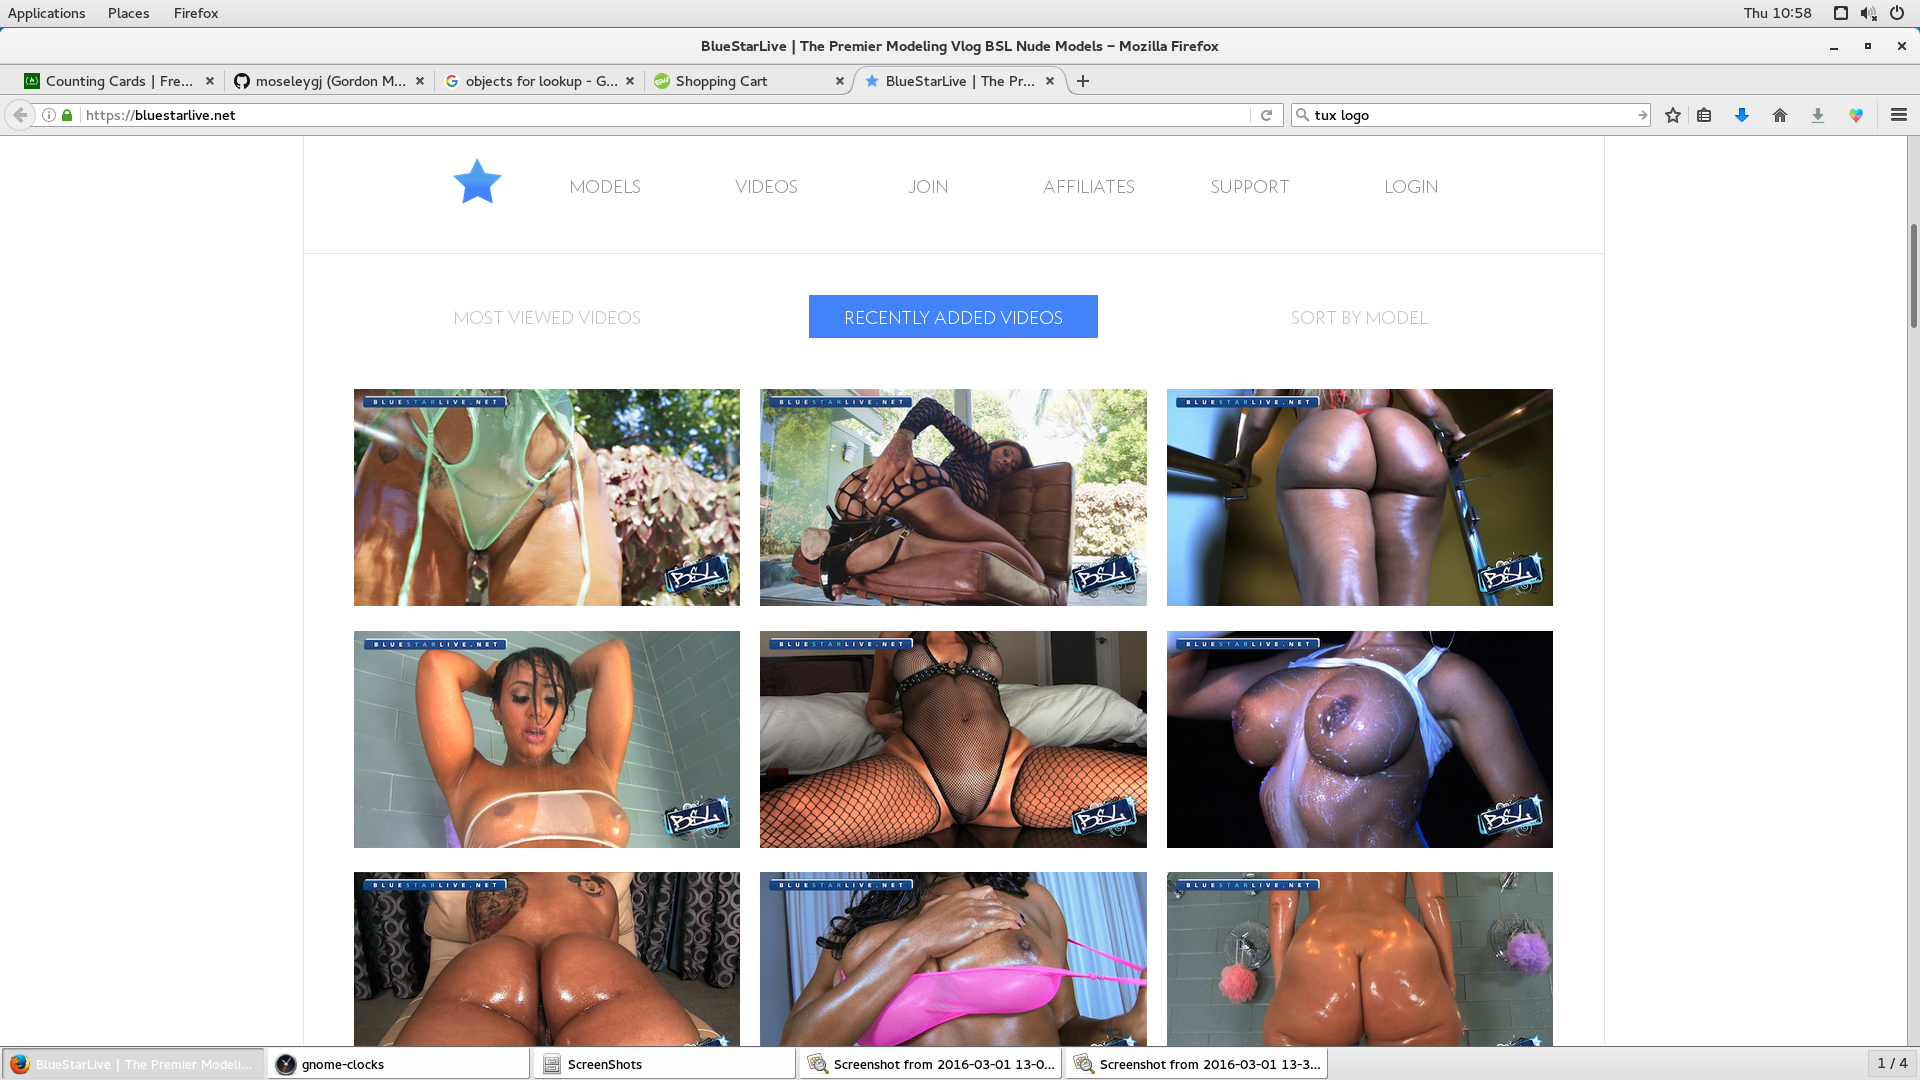 Applications Places Firefox Thu 10:58
BlueStarLive | The Premier Modeling Vlog BSL Nude Models – Mozilla Firefox
Counting Cards | Fre... moseleygj (Gordon M... objects for lookup - G... Shopping Cart BlueStarLive | The Pr...
https://bluestarlive.net tux logo
MODELS VIDEOS JOIN AFFILIATES SUPPORT LOGIN
MOST VIEWED VIDEOS RECENTLY ADDED VIDEOS SORT BY MODEL
BLUESTARLIVE.NET BLUESTARLIVE.NET BLUESTARLIVE.NET
BSL BSL BSL
BLUESTARLIVE.NET BLUESTARLIVE.NET BLUESTARLIVE.NET
BSL BSL BSL
BLUESTARLIVE.NET BLUESTARLIVE.NET BLUESTARLIVE.NET
BlueStarLive | The Premier Modeli... gnome-clocks ScreenShots Screenshot from 2016-03-01 13-0... Screenshot from 2016-03-01 13-3... 1 / 4